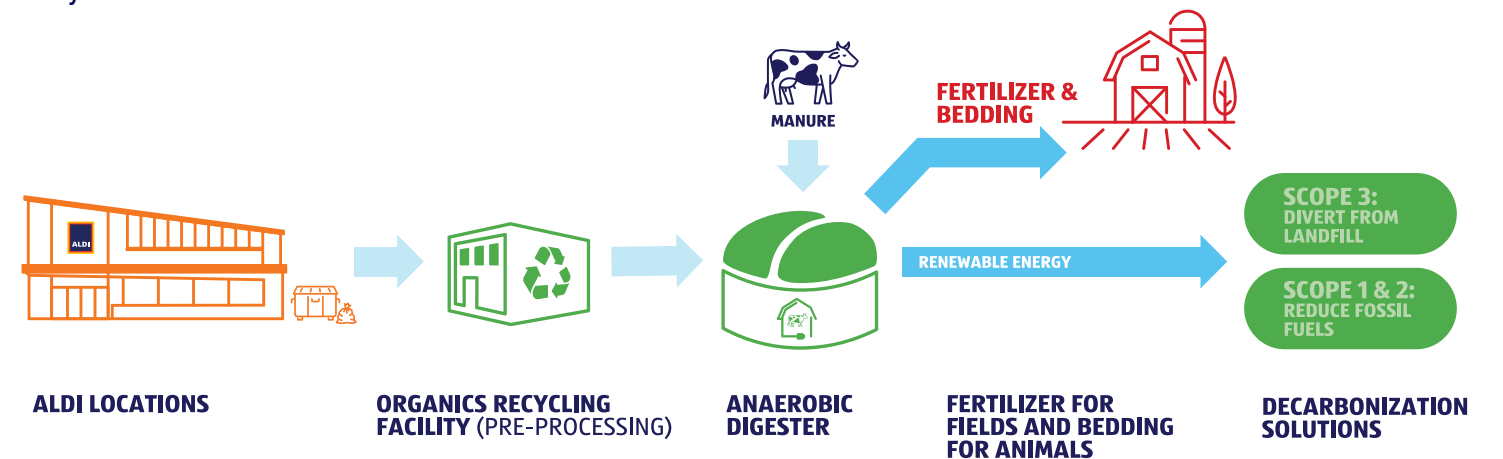 MANURE
FERTILIZER &
BEDDING
ALDI
RENEWABLE ENERGY
SCOPE 3:
DIVERT FROM
LANDFILL
SCOPE 1 & 2:
REDUCE FOSSIL
FUELS
ALDI LOCATIONS
ORGANICS RECYCLING
FACILITY (PRE-PROCESSING)
ANAEROBIC
DIGESTER
FERTILIZER FOR
FIELDS AND BEDDING
FOR ANIMALS
DECARBONIZATION
SOLUTIONS